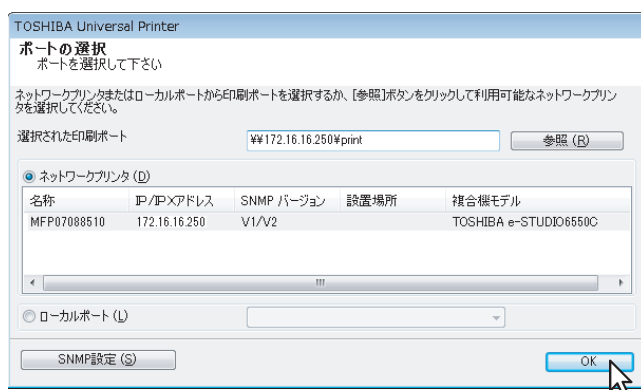 TOSHIBA Universal Printer
ポートの選択
ポートを選択して下さい
ネットワークプリンタまたはローカルポートから印刷ポートを選択するか、[参照]ボタンをクリックして利用可能なネットワークプリン
タを選択してください。
選択された印刷ポート ¥¥172.16.16.250¥print 参照 (R)
ネットワークプリンタ (D)
名称 IP/IPXアドレス SNMP バージョン 設置場所 複合機モデル
MFP07088510 172.16.16.250 V1/V2 TOSHIBA e-STUDIO6550C
ローカルポート (L)
SNMP設定 (S) OK